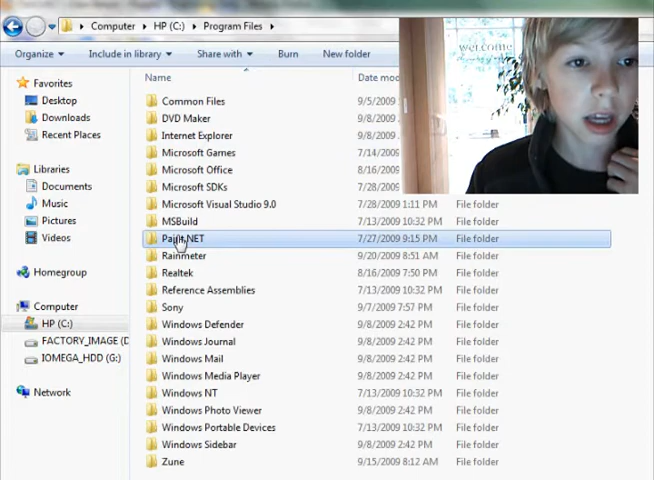 Computer ▸ HP (C:) ▸ Program Files ▸
Organize Include in library Share with Burn New folder
Name Date mo
Favorites
Desktop
Downloads
Recent Places
Libraries
Documents
Music
Pictures
Videos
Homegroup
Computer
HP (C:)
FACTORY_IMAGE (D
IOMEGA_HDD (G:)
Network
Common Files 9/5/2009
DVD Maker 9/8/2009
Internet Explorer 9/8/2009
Microsoft Games 7/14/2009
Microsoft Office 8/16/2009
Microsoft SDKs 7/28/2009
Microsoft Visual Studio 9.0 7/28/2009 1:11 PM File folder
MSBuild 7/13/2009 10:32 PM File folder
Paint.NET 7/27/2009 9:15 PM File folder
Rainmeter 9/20/2009 8:51 AM File folder
Realtek 8/16/2009 7:50 PM File folder
Reference Assemblies 7/13/2009 10:32 PM File folder
Sony 9/7/2009 7:57 PM File folder
Windows Defender 9/8/2009 2:42 PM File folder
Windows Journal 9/8/2009 2:42 PM File folder
Windows Mail 9/8/2009 2:42 PM File folder
Windows Media Player 9/8/2009 2:42 PM File folder
Windows NT 7/13/2009 10:32 PM File folder
Windows Photo Viewer 9/8/2009 2:42 PM File folder
Windows Portable Devices 7/13/2009 10:32 PM File folder
Windows Sidebar 9/8/2009 2:42 PM File folder
Zune 9/15/2009 8:12 AM File folder
welcome